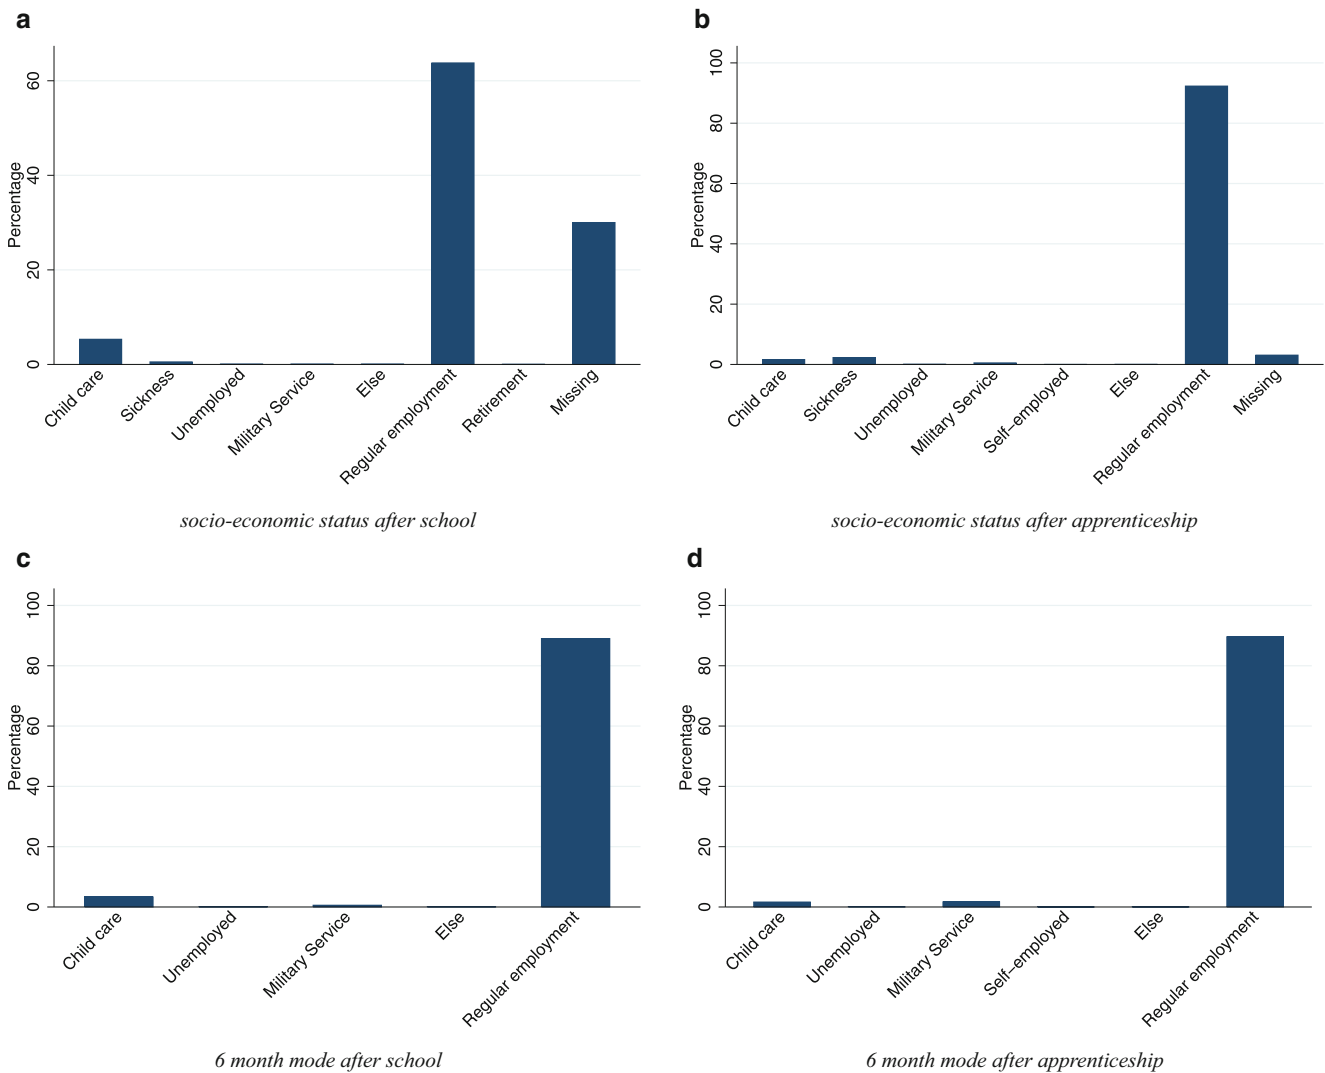 a
Percentage
60
40
20
0
Child care
Sickness
Unemployed
Military Service
Else
Regular employment
Retirement
Missing
socio-economic status after school
b
Percentage
100
80
60
40
20
0
Child care
Sickness
Unemployed
Military Service
Self–employed
Else
Regular employment
Missing
socio-economic status after apprenticeship
c
Percentage
100
80
60
40
20
0
Child care
Unemployed
Military Service
Else
Regular employment
6 month mode after school
d
Percentage
100
80
60
40
20
0
Child care
Unemployed
Military Service
Self–employed
Else
Regular employment
6 month mode after apprenticeship